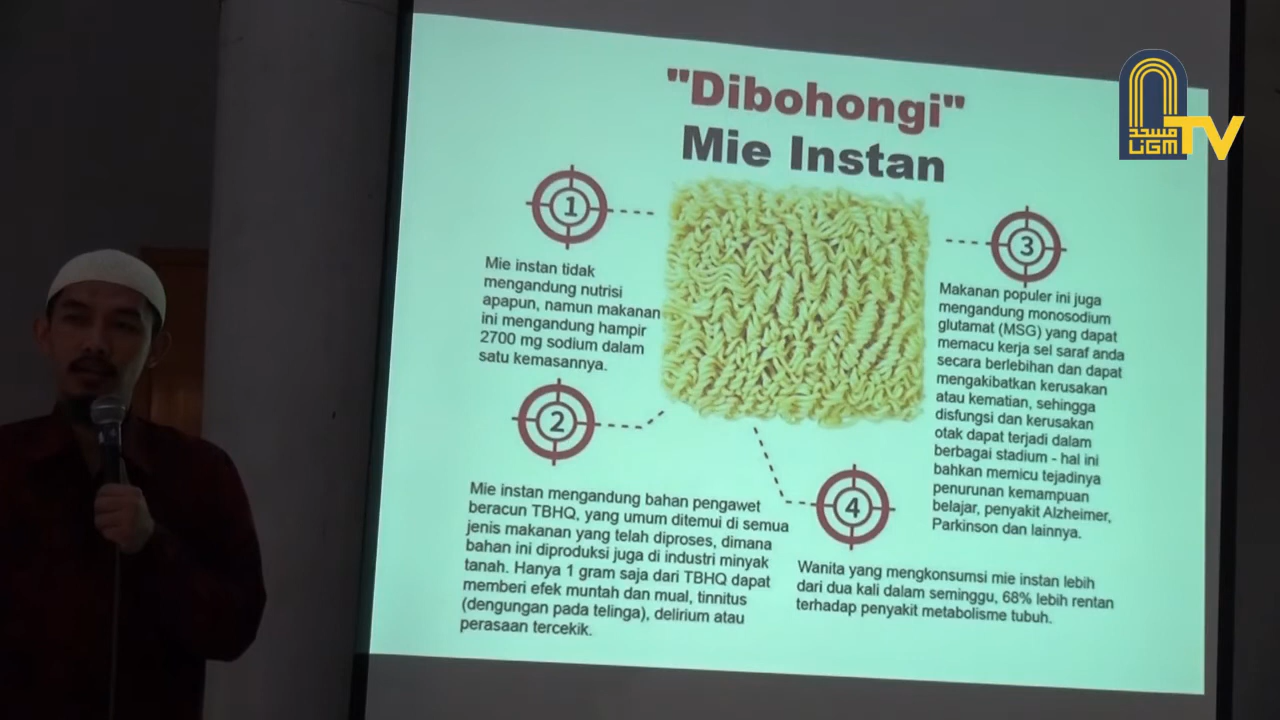 "Dibohongi"
Mie Instan
1
Mie instan tidak
mengandung nutrisi
apapun, namun makanan
ini mengandung hampir
2700 mg sodium dalam
satu kemasannya.
2
Mie instan mengandung bahan pengawet
beracun TBHQ, yang umum ditemui di semua
jenis makanan yang telah diproses, dimana
bahan ini diproduksi juga di industri minyak
tanah. Hanya 1 gram saja dari TBHQ dapat
memberi efek muntah dan mual, tinnitus
(dengungan pada telinga), delirium atau
perasaan tercekik.
3
Makanan populer ini juga
mengandung monosodium
glutamat (MSG) yang dapat
memacu kerja sel saraf anda
secara berlebihan dan dapat
mengakibatkan kerusakan
atau kematian, sehingga
disfungsi dan kerusakan
otak dapat terjadi dalam
berbagai stadium - hal ini
bahkan memicu tejadinya
penurunan kemampuan
belajar, penyakit Alzheimer,
Parkinson dan lainnya.
4
Wanita yang mengkonsumsi mie instan lebih
dari dua kali dalam seminggu, 68% lebih rentan
terhadap penyakit metabolisme tubuh.
مسجد
UGM
TV